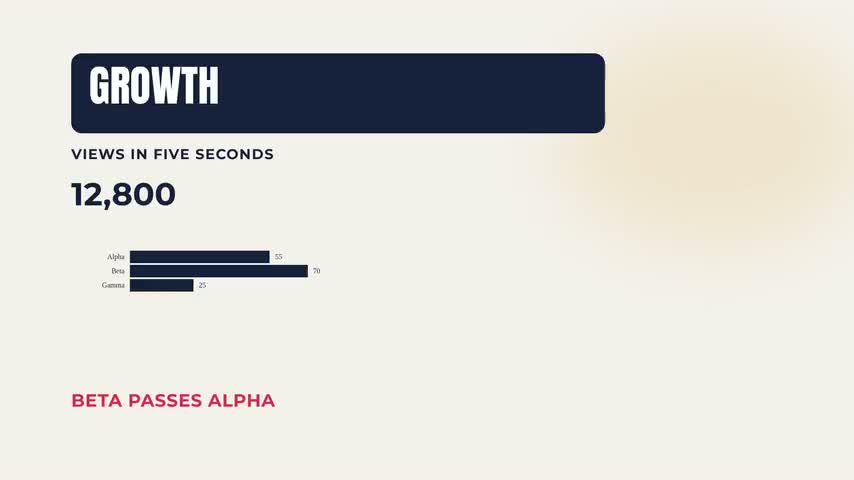 GROWTH
VIEWS IN FIVE SECONDS
12,800
Alpha 55
Beta 70
Gamma 25
BETA PASSES ALPHA